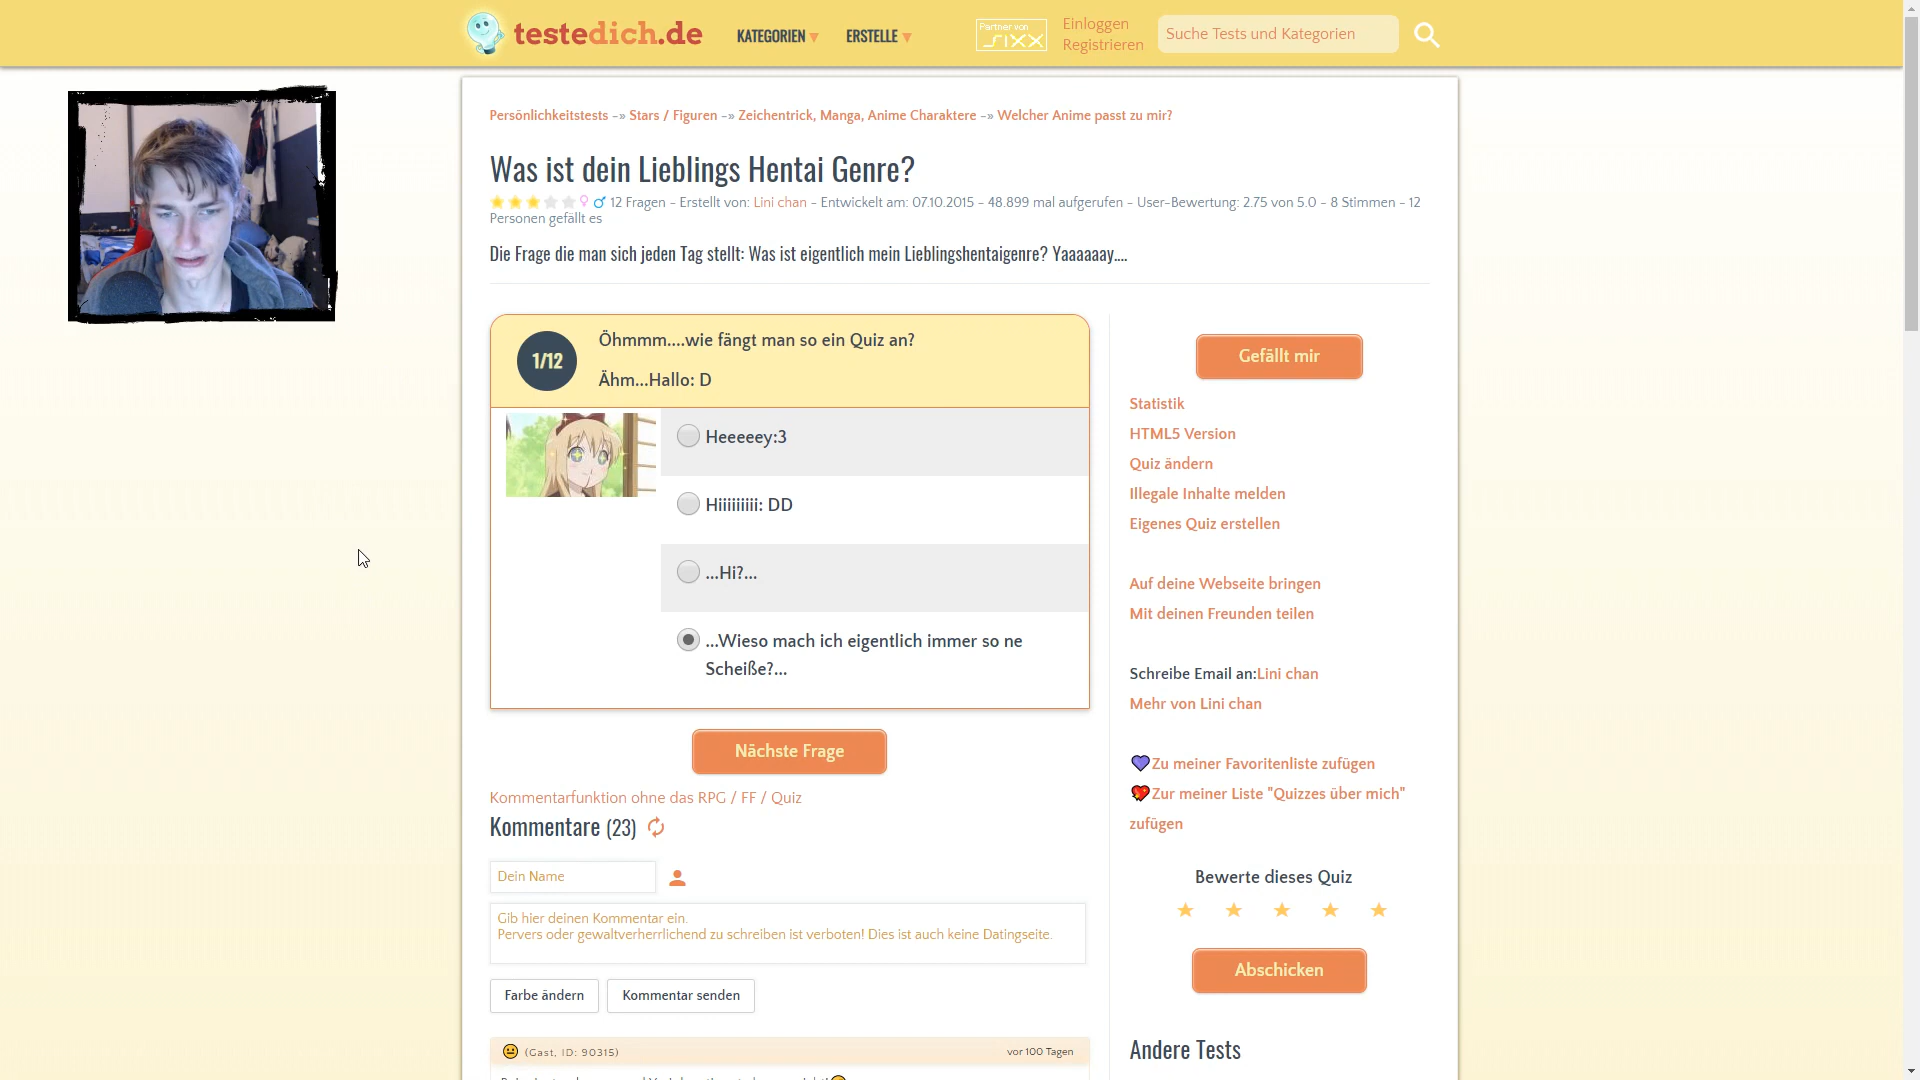 testedich.de
KATEGORIEN
ERSTELLE
Partner von
sixx
Einloggen
Registrieren
Suche Tests und Kategorien
Persönlichkeitstests -» Stars / Figuren -» Zeichentrick, Manga, Anime Charaktere -» Welcher Anime passt zu mir?
Was ist dein Lieblings Hentai Genre?
12 Fragen - Erstellt von: Lini chan - Entwickelt am: 07.10.2015 - 48.899 mal aufgerufen - User-Bewertung: 2.75 von 5.0 - 8 Stimmen - 12
Personen gefällt es
Die Frage die man sich jeden Tag stellt: Was ist eigentlich mein Lieblingshentaigenre? Yaaaaaay....
1/12
Öhmmm....wie fängt man so ein Quiz an?
Ähm...Hallo: D
Heeeeey:3
Hiiiiiiiii: DD
...Hi?...
...Wieso mach ich eigentlich immer so ne
Scheiße?...
Nächste Frage
Kommentarfunktion ohne das RPG / FF / Quiz
Kommentare (23)
Dein Name
Gib hier deinen Kommentar ein.
Pervers oder gewaltverherrlichend zu schreiben ist verboten! Dies ist auch keine Datingseite.
Farbe ändern
Kommentar senden
(Gast, ID: 90315)
vor 100 Tagen
Gefällt mir
Statistik
HTML5 Version
Quiz ändern
Illegale Inhalte melden
Eigenes Quiz erstellen
Auf deine Webseite bringen
Mit deinen Freunden teilen
Schreibe Email an:Lini chan
Mehr von Lini chan
Zu meiner Favoritenliste zufügen
Zur meiner Liste "Quizzes über mich"
zufügen
Bewerte dieses Quiz
Abschicken
Andere Tests